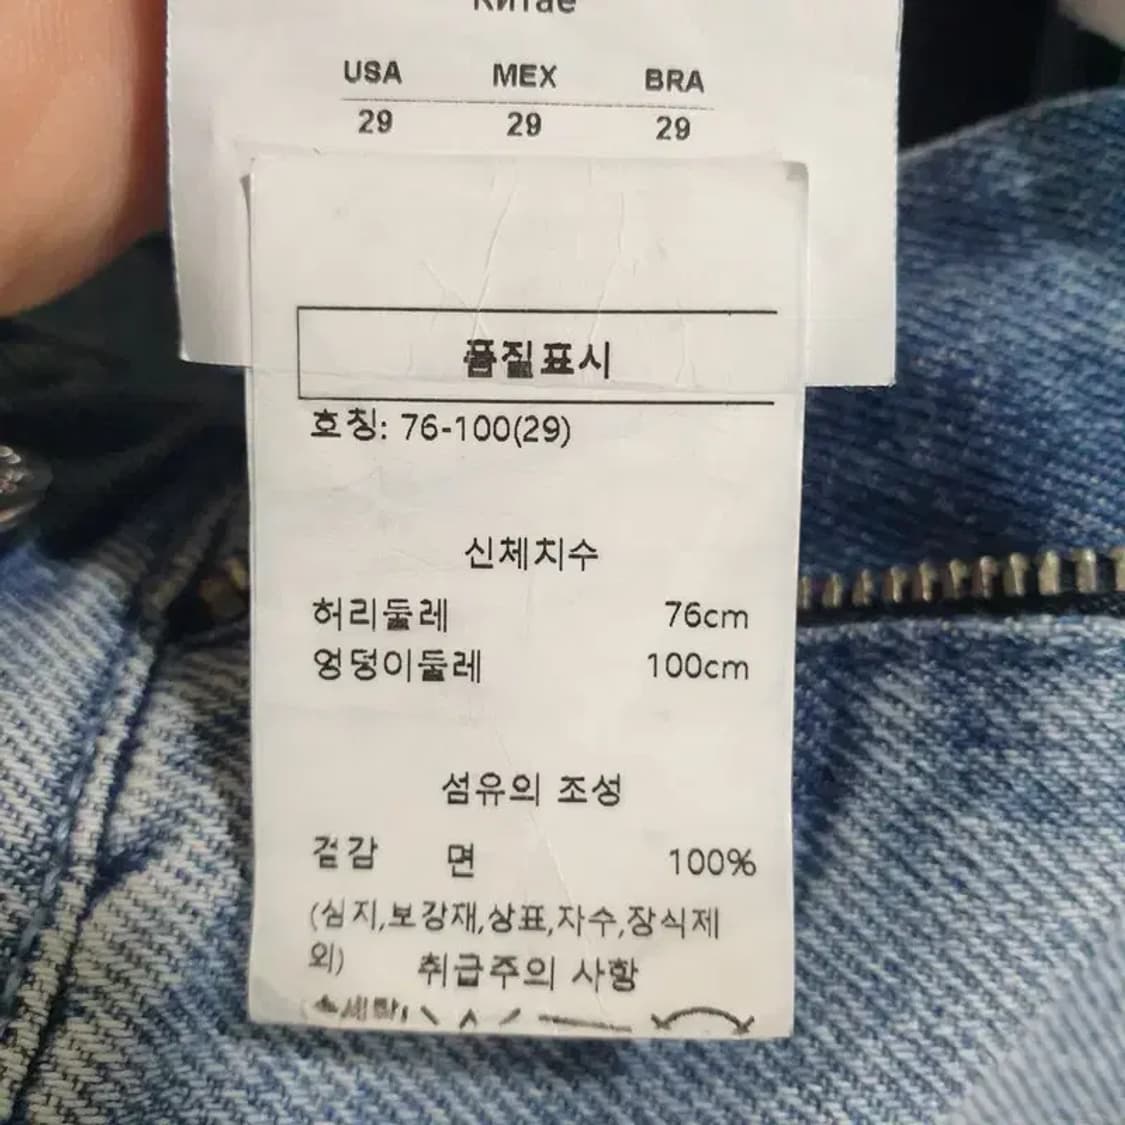 Китае
USA MEX BRA
29 29 29
품질표시
호칭: 76-100(29)
신체치수
허리둘레 76cm
엉덩이둘레 100cm
섬유의 조성
겉감 면 100%
(심지,보강재,상표,자수,장식제
외)
취급주의 사항